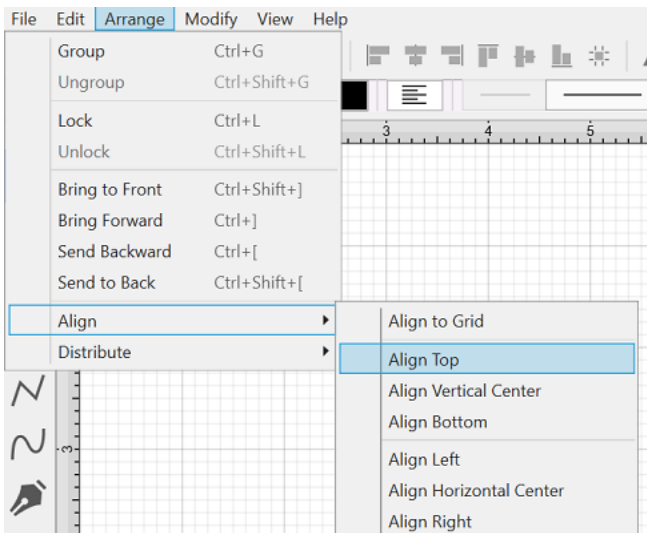 File Edit Arrange Modify View Help
Group Ctrl+G
Ungroup Ctrl+Shift+G
Lock Ctrl+L
Unlock Ctrl+Shift+L
Bring to Front Ctrl+Shift+]
Bring Forward Ctrl+]
Send Backward Ctrl+[
Send to Back Ctrl+Shift+[
Align
Distribute
3 4 5
Align to Grid
Align Top
Align Vertical Center
Align Bottom
Align Left
Align Horizontal Center
Align Right
3